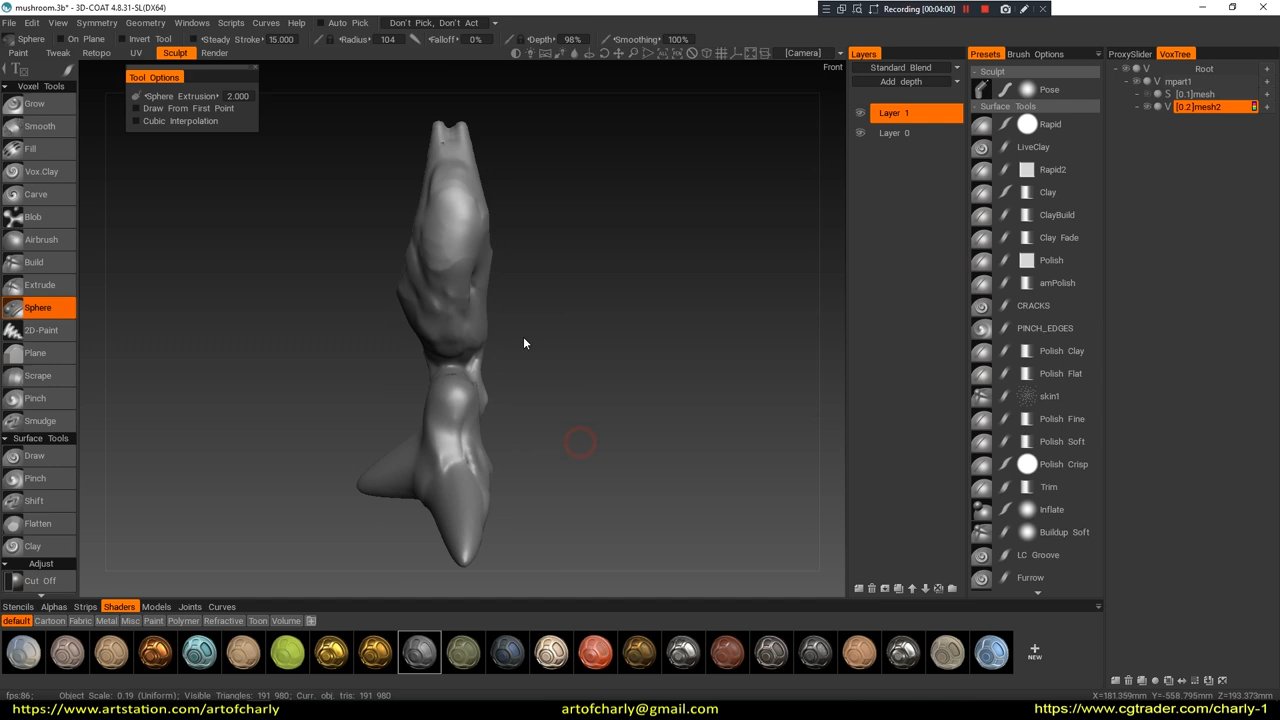 mushroom.3b* - 3D-COAT 4.8.31-SL(DX64)
Recording (00:04:00)
File Edit View Symmetry Geometry Windows Scripts Curves Help Auto Pick Don't Pick, Don't Act
Sphere On Plane Invert Tool Steady Stroke 15.000 Radius 104 Falloff 0% Depth 98% Smoothing 100% [Camera]
Paint Tweak Retopo UV Sculpt Render
Front
Tool Options
Sphere Extrusion 2.000
Draw From First Point
Cubic Interpolation
Voxel Tools
Grow
Smooth
Fill
Vox.Clay
Carve
Blob
Airbrush
Build
Extrude
Sphere
2D-Paint
Plane
Scrape
Pinch
Smudge
Surface Tools
Draw
Pinch
Shift
Flatten
Clay
Adjust
Cut Off
Layers
Standard Blend
Add depth
Layer 1
Layer 0
Presets Brush Options
Sculpt
Pose
Surface Tools
Rapid
LiveClay
Rapid2
Clay
ClayBuild
Clay Fade
Polish
amPolish
CRACKS
PINCH_EDGES
Polish Clay
Polish Flat
skin1
Polish Fine
Polish Soft
Polish Crisp
Trim
Inflate
Buildup Soft
LC Groove
Furrow
ProxySlider VoxTree
Root +
mpart1 +
S [0.1]mesh +
V [0.2]mesh2 +
Stencils Alphas Strips Shaders Models Joints Curves
default Cartoon Fabric Metal Misc Paint Polymer Refractive Toon Volume
NEW
fps:86; Object Scale: 0.19 (Uniform); Visible Triangles: 191 980; Curr. obj. tris: 191 980;
X=181.359mm Y=-558.795mm Z=193.373mm
https://www.artstation.com/artofcharly artofcharly@gmail.com https://www.cgtrader.com/charly-1